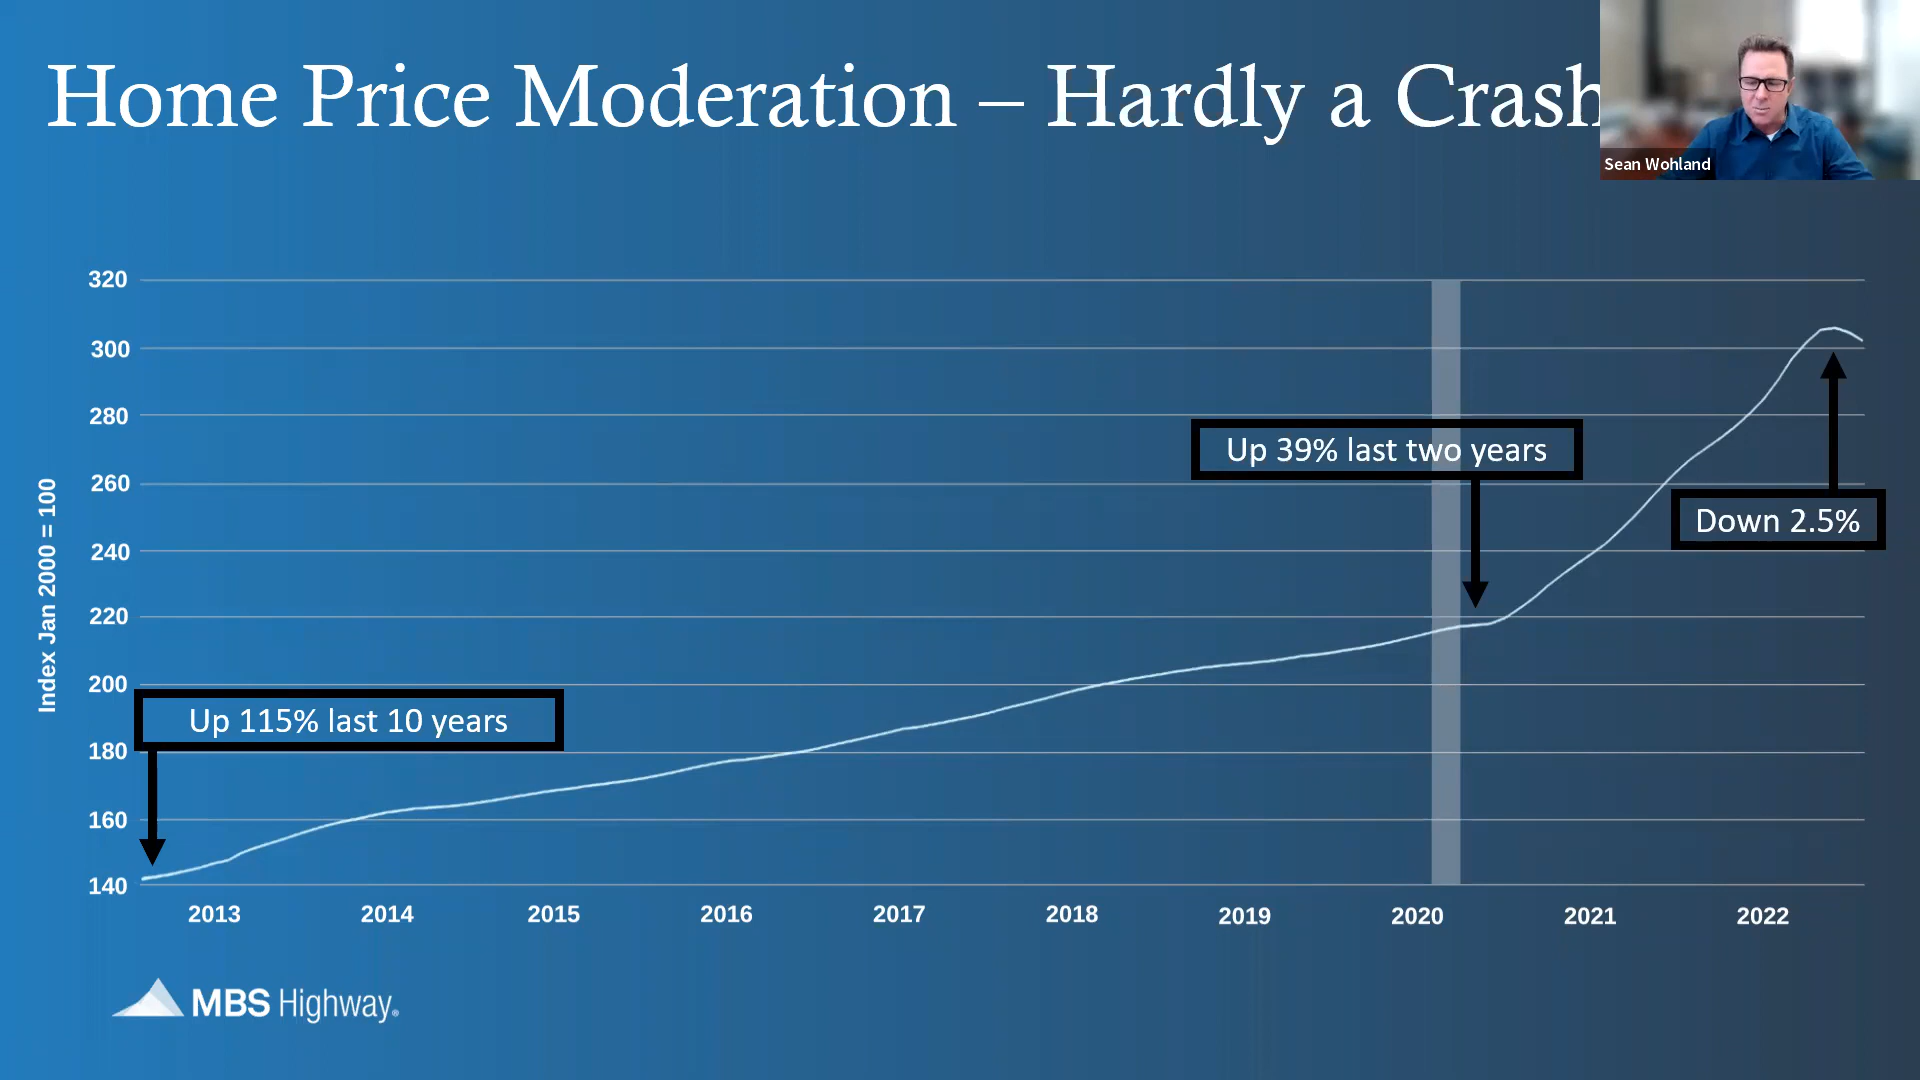 Home Price Moderation – Hardly a Crash
Sean Wohland
320
300
280
260
240
220
200
180
160
140
Index Jan 2000 = 100
Up 39% last two years
Down 2.5%
Up 115% last 10 years
2013 2014 2015 2016 2017 2018 2019 2020 2021 2022
MBS Highway®